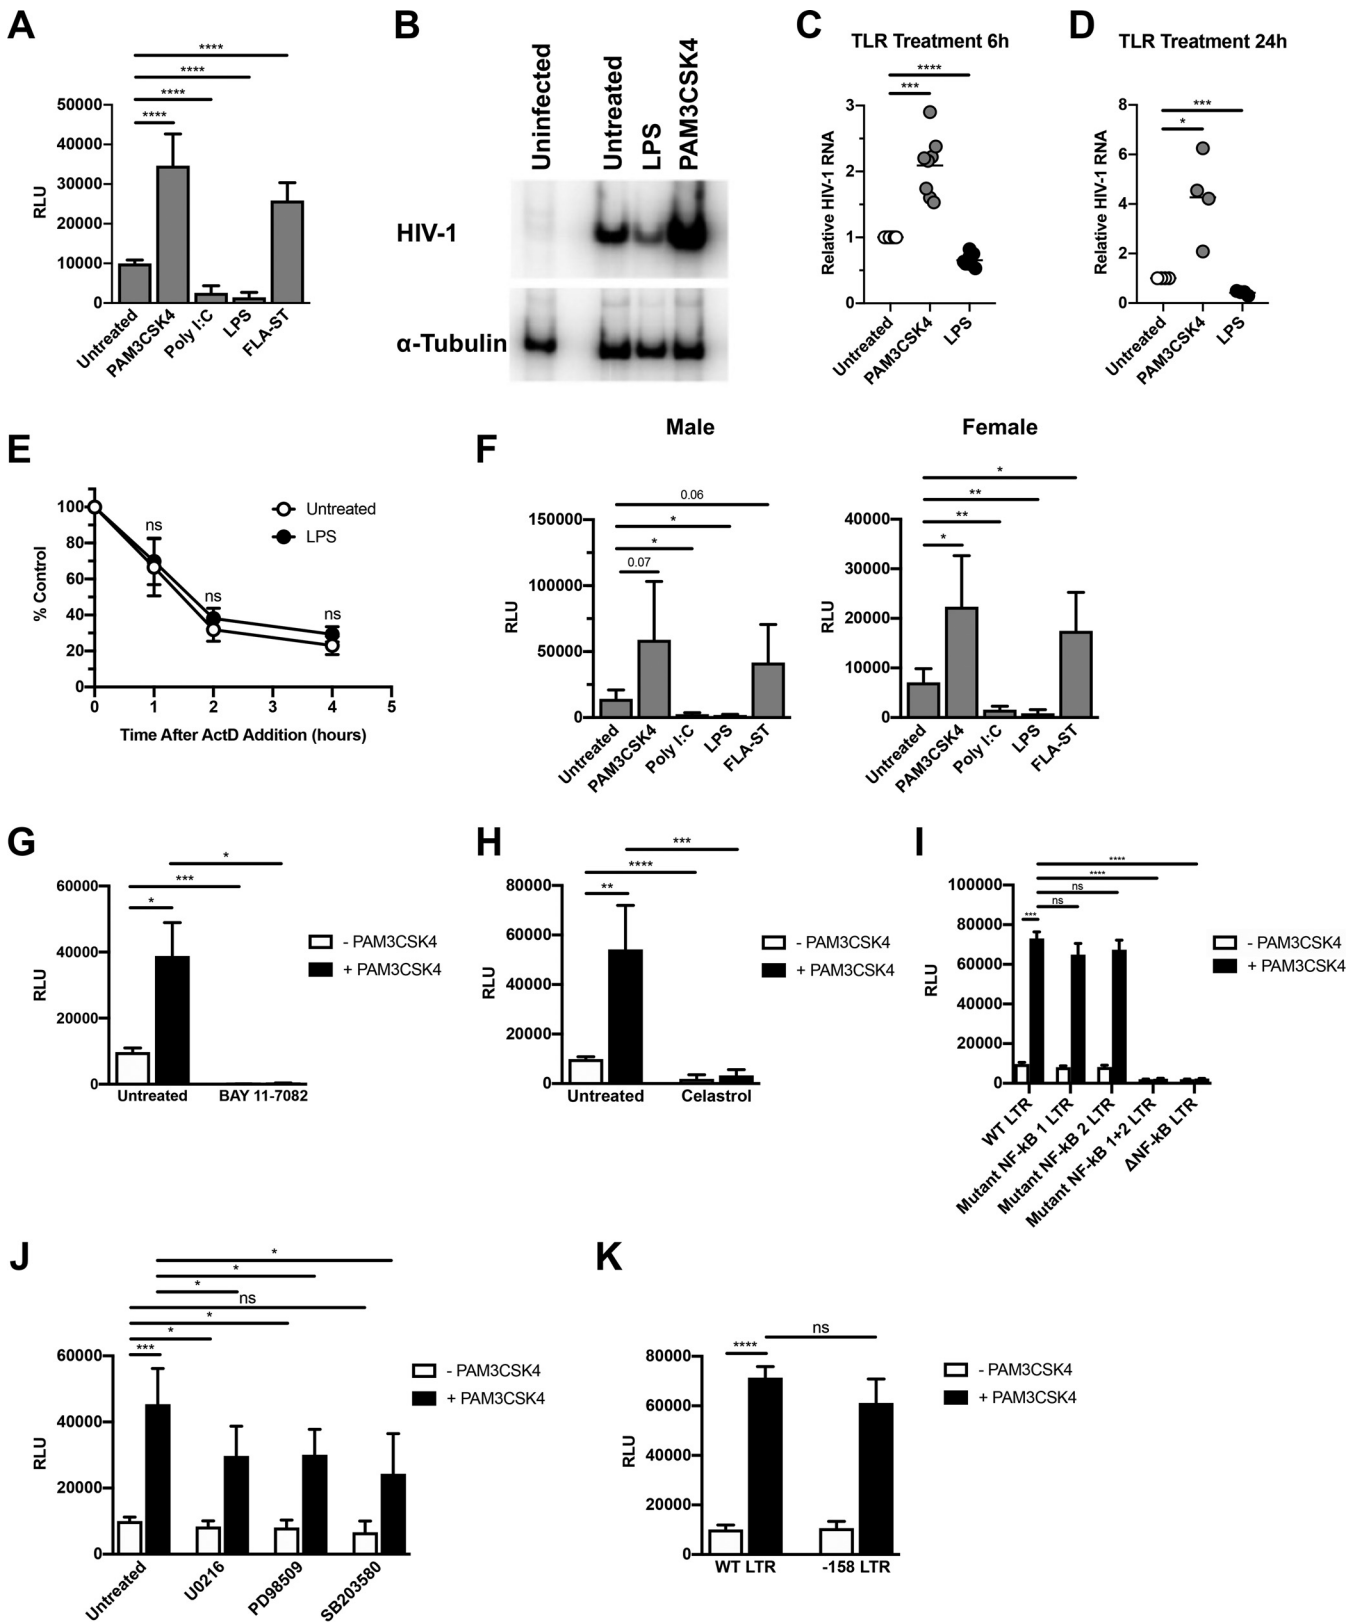 A
****
****
****
****
RLU
50000
40000
30000
20000
10000
0
Untreated
PAM3CSK4
Poly I:C
LPS
FLA-ST
B
Uninfected
Untreated
LPS
PAM3CSK4
HIV-1
α-Tubulin
C
TLR Treatment 6h
****
***
Relative HIV-1 RNA
3
2
1
0
Untreated
PAM3CSK4
LPS
D
TLR Treatment 24h
***
*
Relative HIV-1 RNA
8
6
4
2
0
Untreated
PAM3CSK4
LPS
E
% Control
100
80
60
40
20
0
ns
ns
ns
Untreated
LPS
0 1 2 3 4 5
Time After ActD Addition (hours)
F
Male
0.06
*
*
0.07
RLU
150000
100000
50000
0
Untreated
PAM3CSK4
Poly I:C
LPS
FLA-ST
Female
*
**
**
*
RLU
40000
30000
20000
10000
0
Untreated
PAM3CSK4
Poly I:C
LPS
FLA-ST
G
*
***
*
RLU
60000
40000
20000
0
Untreated BAY 11-7082
- PAM3CSK4
+ PAM3CSK4
H
***
****
**
RLU
80000
60000
40000
20000
0
Untreated Celastrol
- PAM3CSK4
+ PAM3CSK4
I
****
****
ns
ns
***
RLU
100000
80000
60000
40000
20000
0
WT LTR
Mutant NF-kB 1 LTR
Mutant NF-kB 2 LTR
Mutant NF-kB 1+2 LTR
ΔNF-kB LTR
- PAM3CSK4
+ PAM3CSK4
J
*
*
*
ns
*
*
***
RLU
60000
40000
20000
0
Untreated
U0216
PD98509
SB203580
- PAM3CSK4
+ PAM3CSK4
K
ns
****
RLU
80000
60000
40000
20000
0
WT LTR -158 LTR
- PAM3CSK4
+ PAM3CSK4